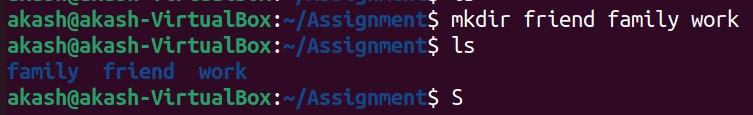 akash@akash-VirtualBox:~/Assignment$ mkdir friend family work
akash@akash-VirtualBox:~/Assignment$ ls
family  friend  work
akash@akash-VirtualBox:~/Assignment$ S